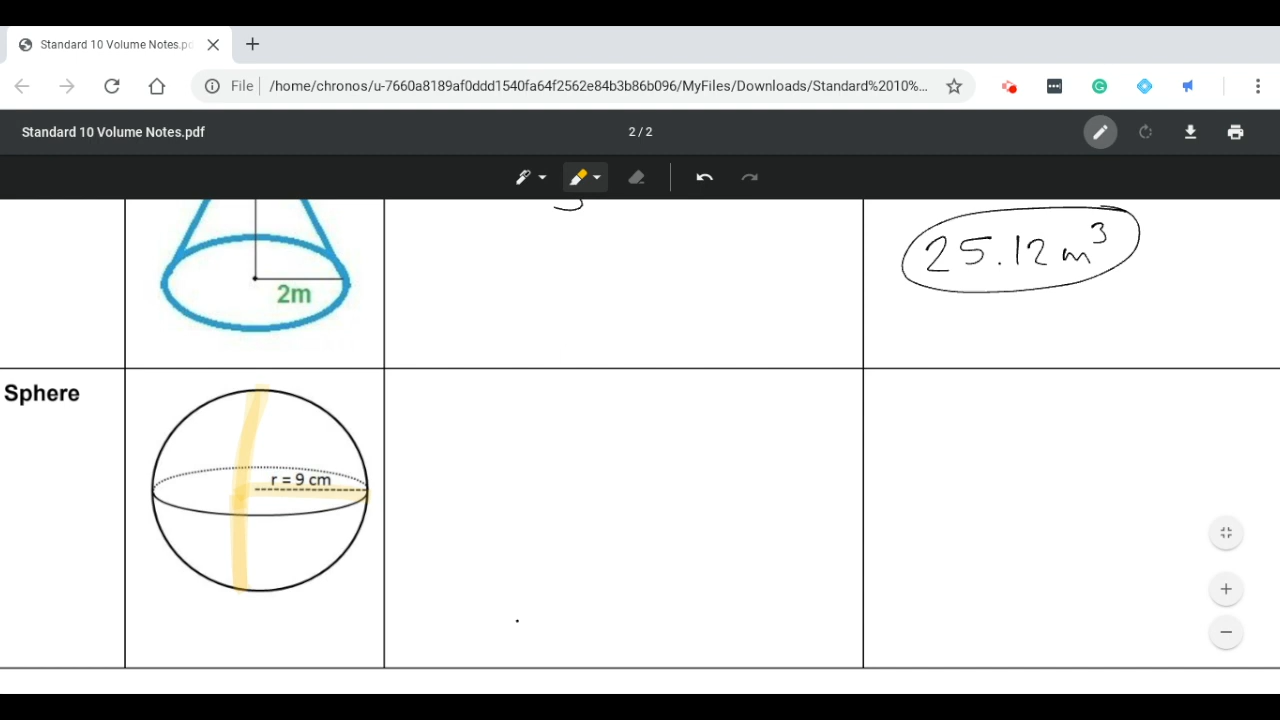 Standard 10 Volume Notes.pd
File
/home/chronos/u-7660a8189af0ddd1540fa64f2562e84b3b86b096/MyFiles/Downloads/Standard%2010%...
Standard 10 Volume Notes.pdf
2 / 2
25.12 m³
2m
Sphere
r = 9 cm